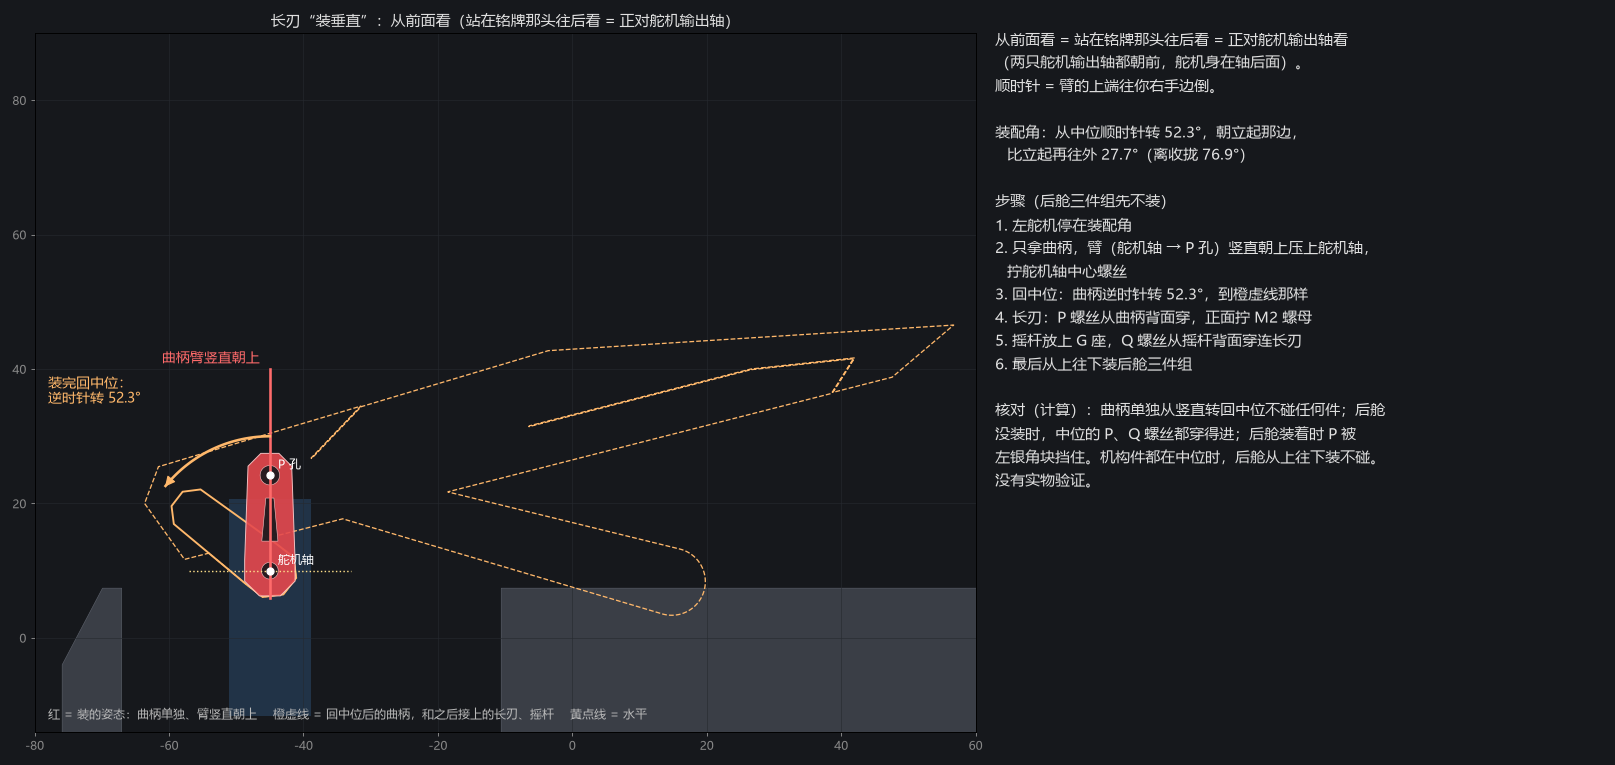 长刃“装垂直”：从前面看（站在铭牌那头往后看 = 正对舵机输出轴）
80
60
40
20
0
-80
-60
-40
-20
0
20
40
60
曲柄臂竖直朝上
装完回中位：
逆时针转 52.3°
P 孔
舵机轴
红 = 装的姿态：曲柄单独、臂竖直朝上 橙虚线 = 回中位后的曲柄，和之后接上的长刃、摇杆 黄点线 = 水平
从前面看 = 站在铭牌那头往后看 = 正对舵机输出轴看
（两只舵机输出轴都朝前，舵机身在轴后面）。
顺时针 = 臂的上端往你右手边倒。
装配角：从中位顺时针转 52.3°，朝立起那边，
比立起再往外 27.7°（离收拢 76.9°）
步骤（后舱三件组先不装）
1. 左舵机停在装配角
2. 只拿曲柄，臂（舵机轴 → P 孔）竖直朝上压上舵机轴，
拧舵机轴中心螺丝
3. 回中位：曲柄逆时针转 52.3°，到橙虚线那样
4. 长刃：P 螺丝从曲柄背面穿，正面拧 M2 螺母
5. 摇杆放上 G 座，Q 螺丝从摇杆背面穿连长刃
6. 最后从上往下装后舱三件组
核对（计算）：曲柄单独从竖直转回中位不碰任何件；后舱
没装时，中位的 P、Q 螺丝都穿得进；后舱装着时 P 被
左银角块挡住。机构件都在中位时，后舱从上往下装不碰。
没有实物验证。